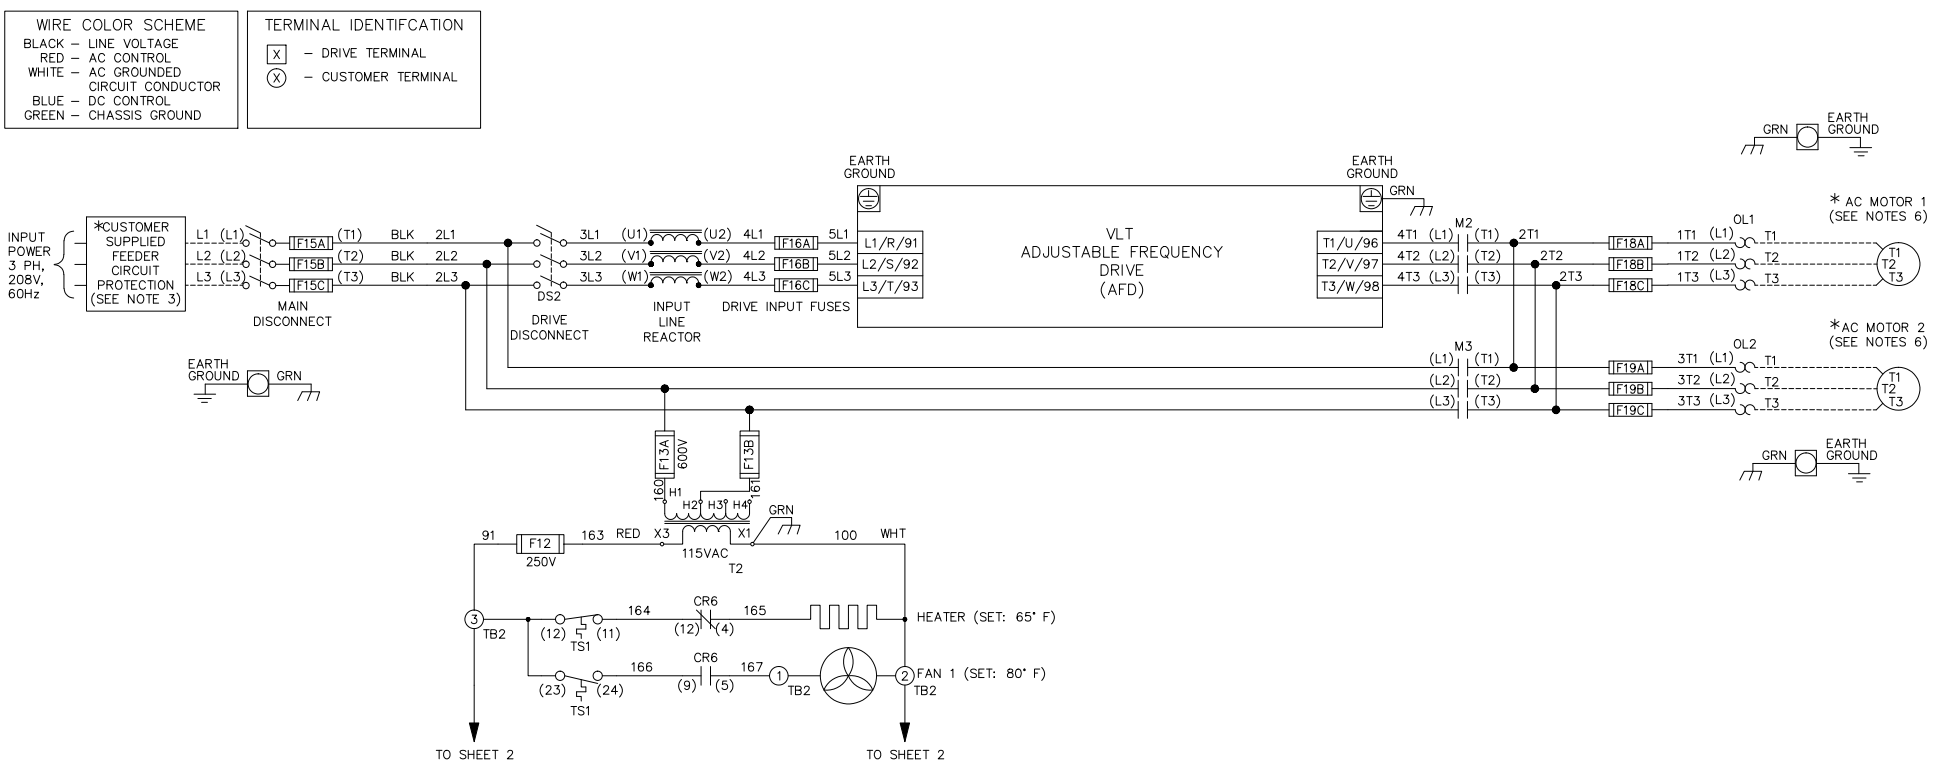 WIRE COLOR SCHEME
BLACK – LINE VOLTAGE
RED – AC CONTROL
WHITE – AC GROUNDED
CIRCUIT CONDUCTOR
BLUE – DC CONTROL
GREEN – CHASSIS GROUND
TERMINAL IDENTIFCATION
X – DRIVE TERMINAL
X – CUSTOMER TERMINAL
GRN
EARTH
GROUND
EARTH
GROUND
EARTH
GROUND
GRN
INPUT
POWER
3 PH,
208V,
60Hz
*CUSTOMER
SUPPLIED
FEEDER
CIRCUIT
PROTECTION
(SEE NOTE 3)
L1 (L1) F15A (T1) BLK 2L1 3L1 (U1) (U2) 4L1 F16A 5L1 L1/R/91
L2 (L2) F15B (T2) BLK 2L2 3L2 (V1) (V2) 4L2 F16B 5L2 L2/S/92
L3 (L3) F15C (T3) BLK 2L3 3L3 (W1) (W2) 4L3 F16C 5L3 L3/T/93
MAIN
DISCONNECT
DS2
DRIVE
DISCONNECT
INPUT
LINE
REACTOR
DRIVE INPUT FUSES
VLT
ADJUSTABLE FREQUENCY
DRIVE
(AFD)
M2
OL1
* AC MOTOR 1
(SEE NOTES 6)
T1/U/96 4T1 (L1) (T1) 2T1 F18A 1T1 (L1) T1 T1
T2/V/97 4T2 (L2) (T2) 2T2 F18B 1T2 (L2) T2 T2
T3/W/98 4T3 (L3) (T3) 2T3 F18C 1T3 (L3) T3 T3
M3
OL2
*AC MOTOR 2
(SEE NOTES 6)
(L1) (T1) F19A 3T1 (L1) T1 T1
(L2) (T2) F19B 3T2 (L2) T2 T2
(L3) (T3) F19C 3T3 (L3) T3 T3
EARTH
GROUND
GRN
GRN
EARTH
GROUND
F13A
600V
F13B
160
161
H1
H2 H3 H4
GRN
91 F12 163 RED X3 X1 100 WHT
250V
115VAC
T2
3
TB2
164 CR6 165
(12) (11) (12) (4)
TS1
HEATER (SET: 65° F)
166 CR6 167 1
(23) (24) (9) (5) TB2
TS1
2
TB2
FAN 1 (SET: 80° F)
TO SHEET 2
TO SHEET 2